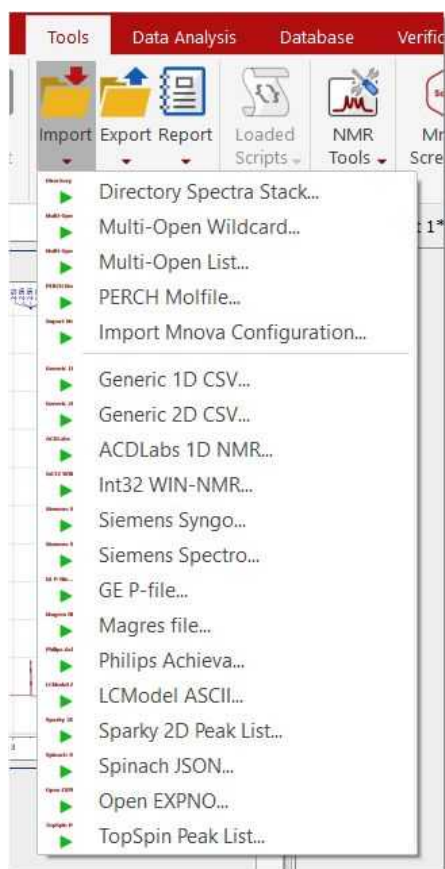 Tools Data Analysis Database Verific
Import Export Report Loaded Scripts NMR Tools
Directory Spectra Stack...
Multi-Open Wildcard...
t 1*
Multi-Open List...
PERCH Molfile...
Import Mnova Configuration...
Generic 1D CSV...
Generic 2D CSV...
ACDLabs 1D NMR...
Int32 WIN-NMR...
Siemens Syngo...
Siemens Spectro...
GE P-file...
Magres file...
Philips Achieva...
LCModel ASCII...
Sparky 2D Peak List...
Spinach JSON...
Open EXPNO...
TopSpin Peak List...